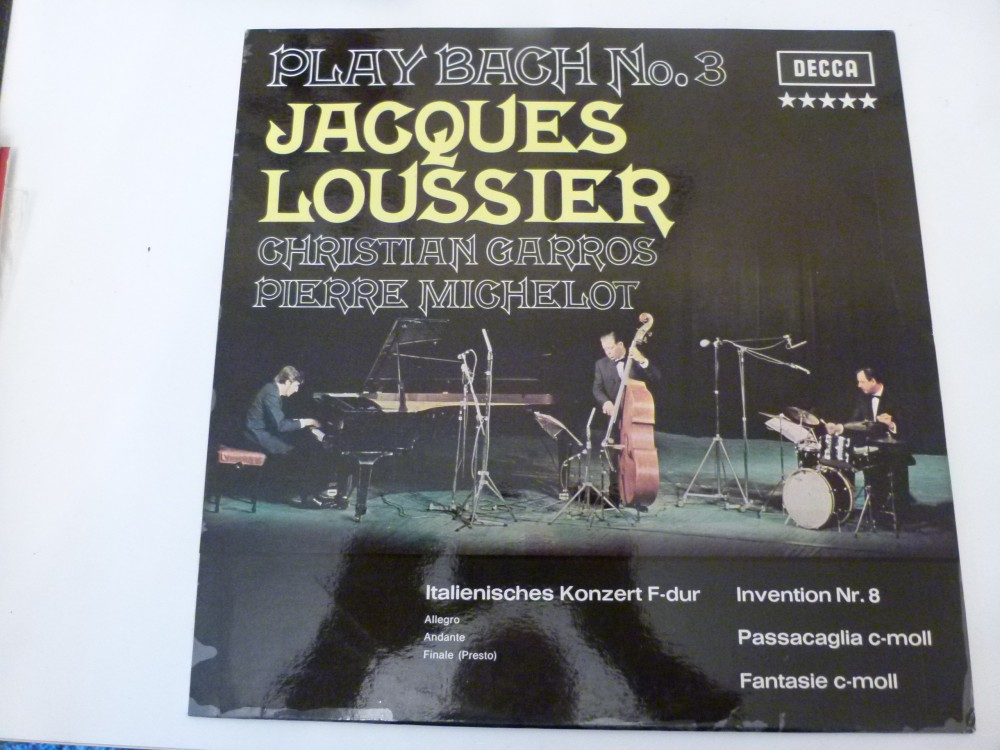 PLAY BACH No. 3
DECCA
JACQUES
LOUSSIER
CHRISTIAN GARROS
PIERRE MICHELOT
Italienisches Konzert F-dur
Allegro
Andante
Finale (Presto)
Invention Nr. 8
Passacaglia c-moll
Fantasie c-moll